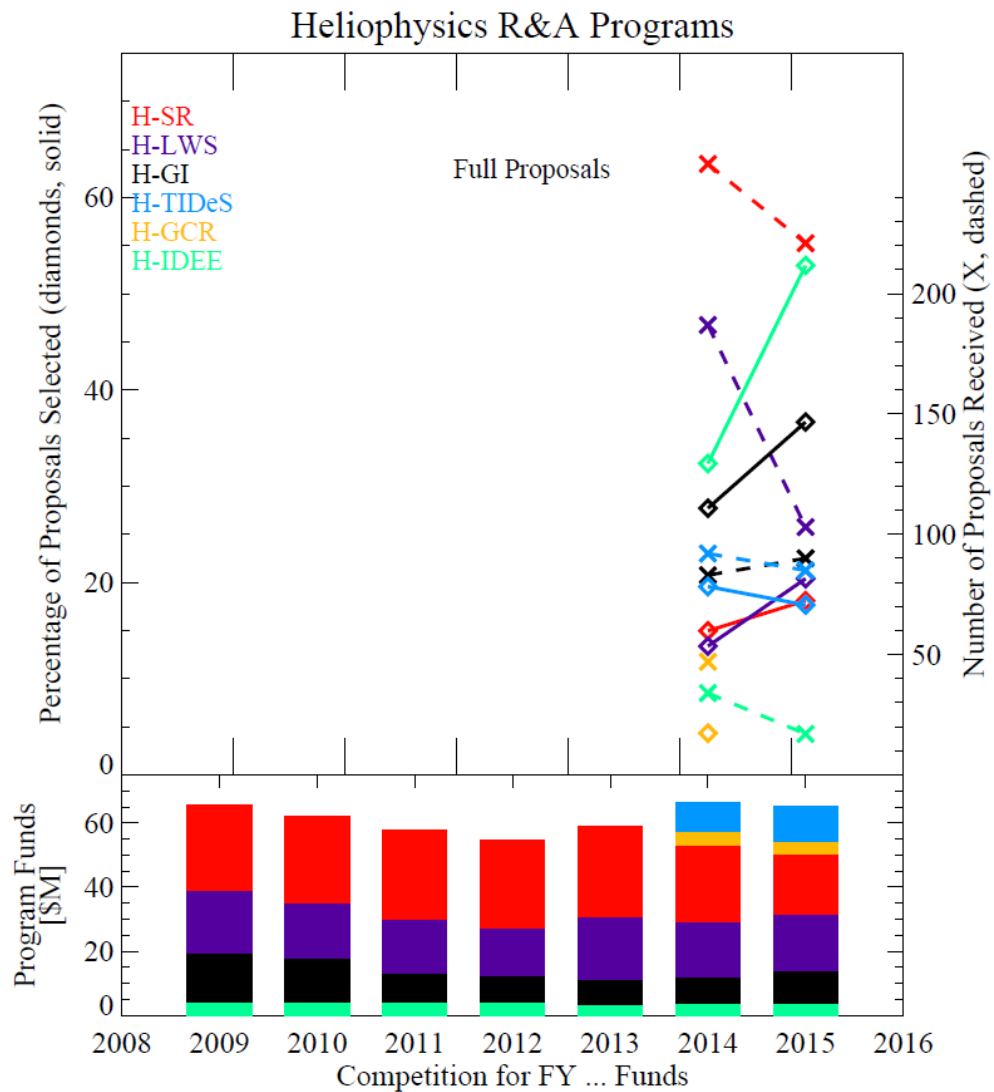 Heliophysics R&A Programs
Percentage of Proposals Selected (diamonds, solid)
60
40
20
0
H-SR
H-LWS
H-GI
H-TIDeS
H-GCR
H-IDEE
Full Proposals
200
150
100
50
Number of Proposals Received (X, dashed)
Program Funds
[$M]
60
40
20
0
2008 2009 2010 2011 2012 2013 2014 2015 2016
Competition for FY ... Funds